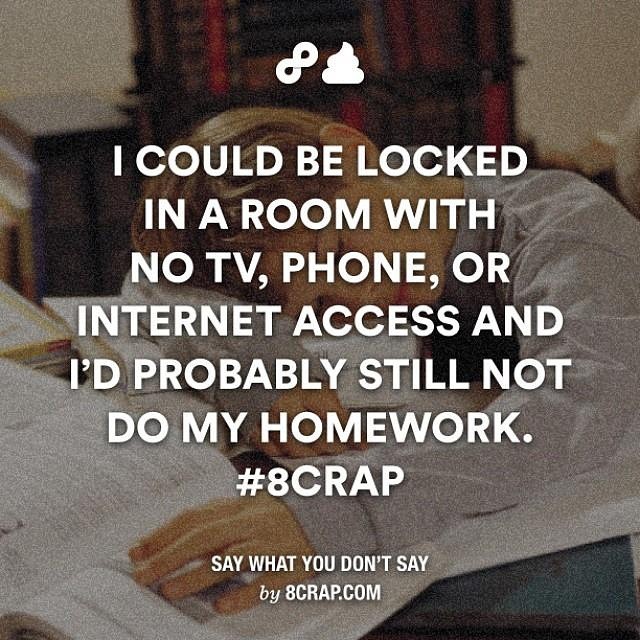 I COULD BE LOCKED
IN A ROOM WITH
NO TV, PHONE, OR
INTERNET ACCESS AND
I'D PROBABLY STILL NOT
DO MY HOMEWORK.
#8CRAP
SAY WHAT YOU DON'T SAY
by 8CRAP.COM